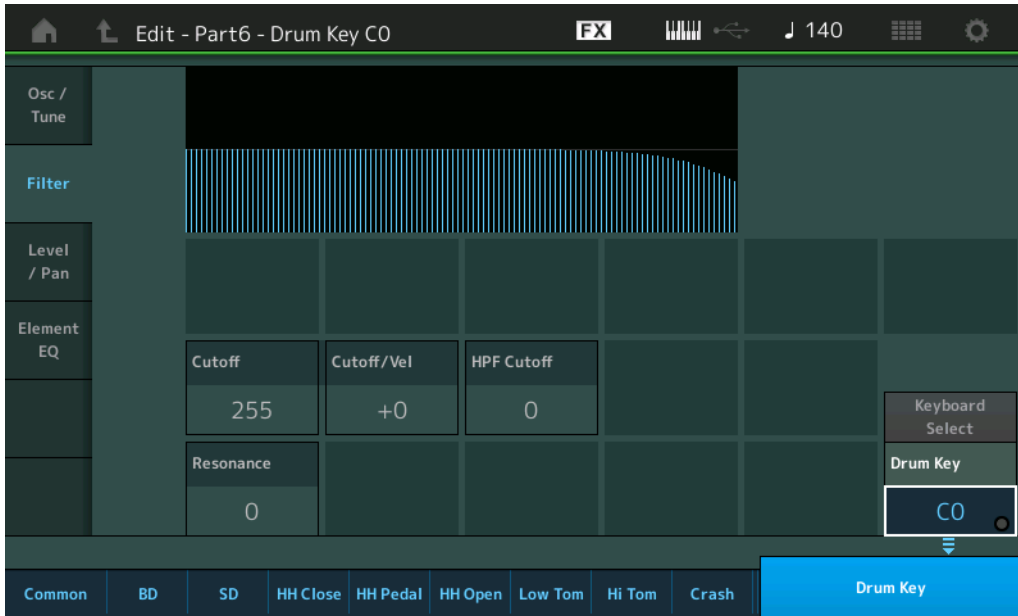 Edit - Part6 - Drum Key C0
FX
♩ 140
Osc /
Tune
Filter
Level
/ Pan
Element
EQ
Cutoff
Cutoff/Vel
HPF Cutoff
255
+0
0
Keyboard
Select
Resonance
Drum Key
0
C0
Common
BD
SD
HH Close
HH Pedal
HH Open
Low Tom
Hi Tom
Crash
Drum Key